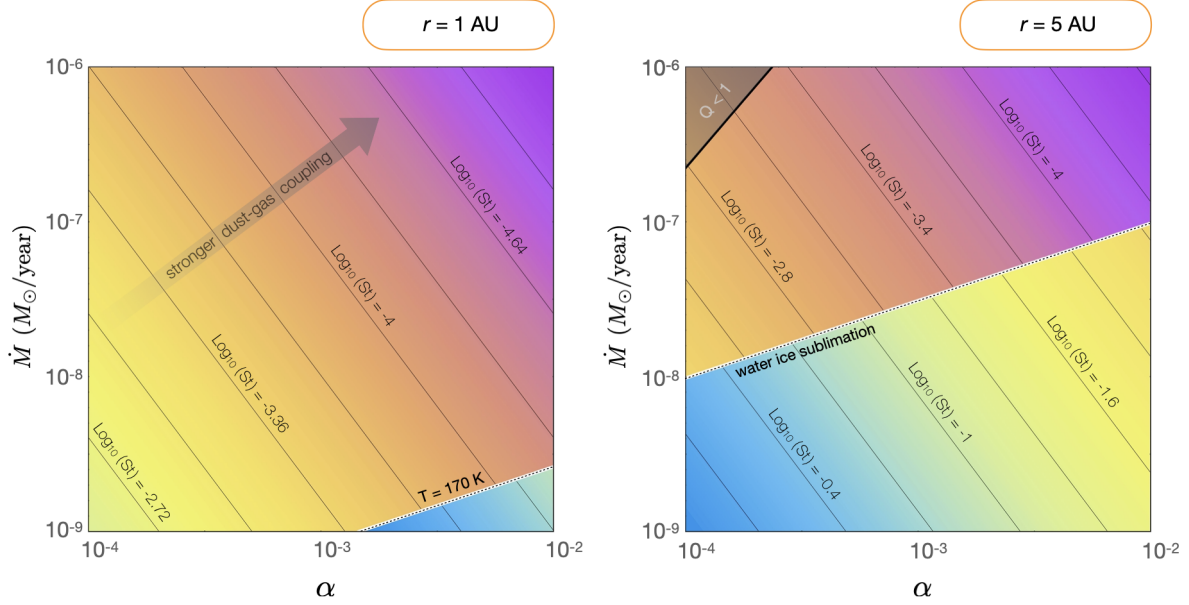 r = 1 AU
10⁻⁶
10⁻⁷
10⁻⁸
10⁻⁹
Ṁ (M⊙/year)
stronger dust-gas coupling
Log₁₀ (St) = -4.64
Log₁₀ (St) = -4
Log₁₀ (St) = -3.36
Log₁₀ (St) = -2.72
T = 170 K
10⁻⁴
10⁻³
10⁻²
α
r = 5 AU
10⁻⁶
10⁻⁷
10⁻⁸
10⁻⁹
Ṁ (M⊙/year)
Q < 1
Log₁₀ (St) = -4
Log₁₀ (St) = -3.4
Log₁₀ (St) = -2.8
water ice sublimation
Log₁₀ (St) = -1.6
Log₁₀ (St) = -1
Log₁₀ (St) = -0.4
10⁻⁴
10⁻³
10⁻²
α